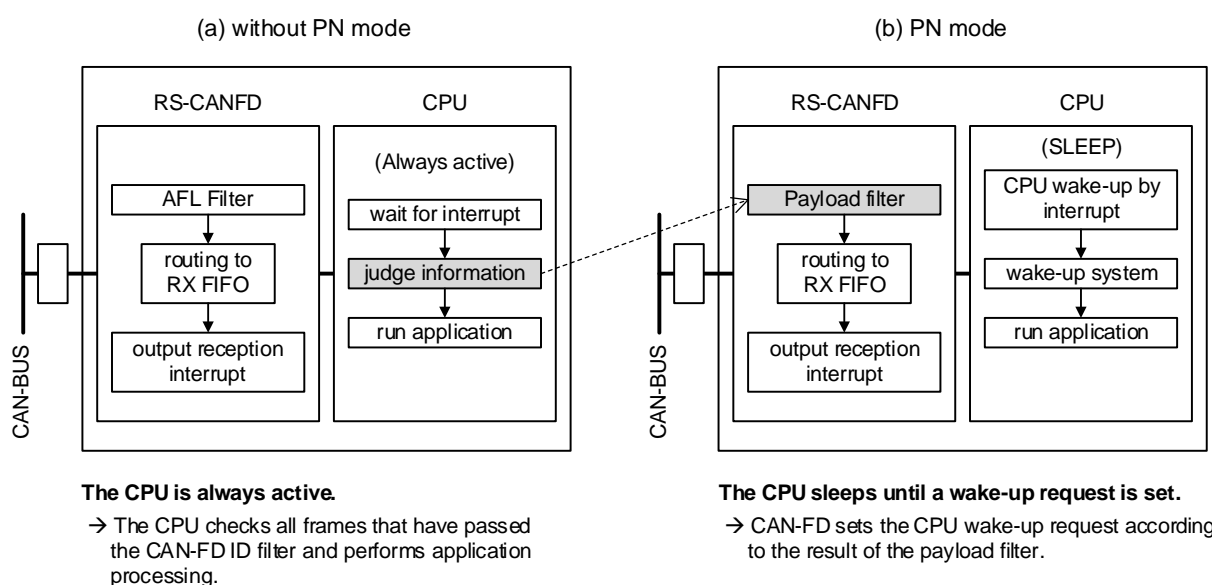 (a) without PN mode
RS-CANFD
CPU
(Always active)
AFL Filter
wait for interrupt
routing to
RX FIFO
judge information
output reception
interrupt
run application
CAN-BUS
The CPU is always active.
→ The CPU checks all frames that have passed
the CAN-FD ID filter and performs application
processing.
(b) PN mode
RS-CANFD
CPU
(SLEEP)
Payload filter
CPU wake-up by
interrupt
routing to
RX FIFO
wake-up system
output reception
interrupt
run application
CAN-BUS
The CPU sleeps until a wake-up request is set.
→ CAN-FD sets the CPU wake-up request according
to the result of the payload filter.